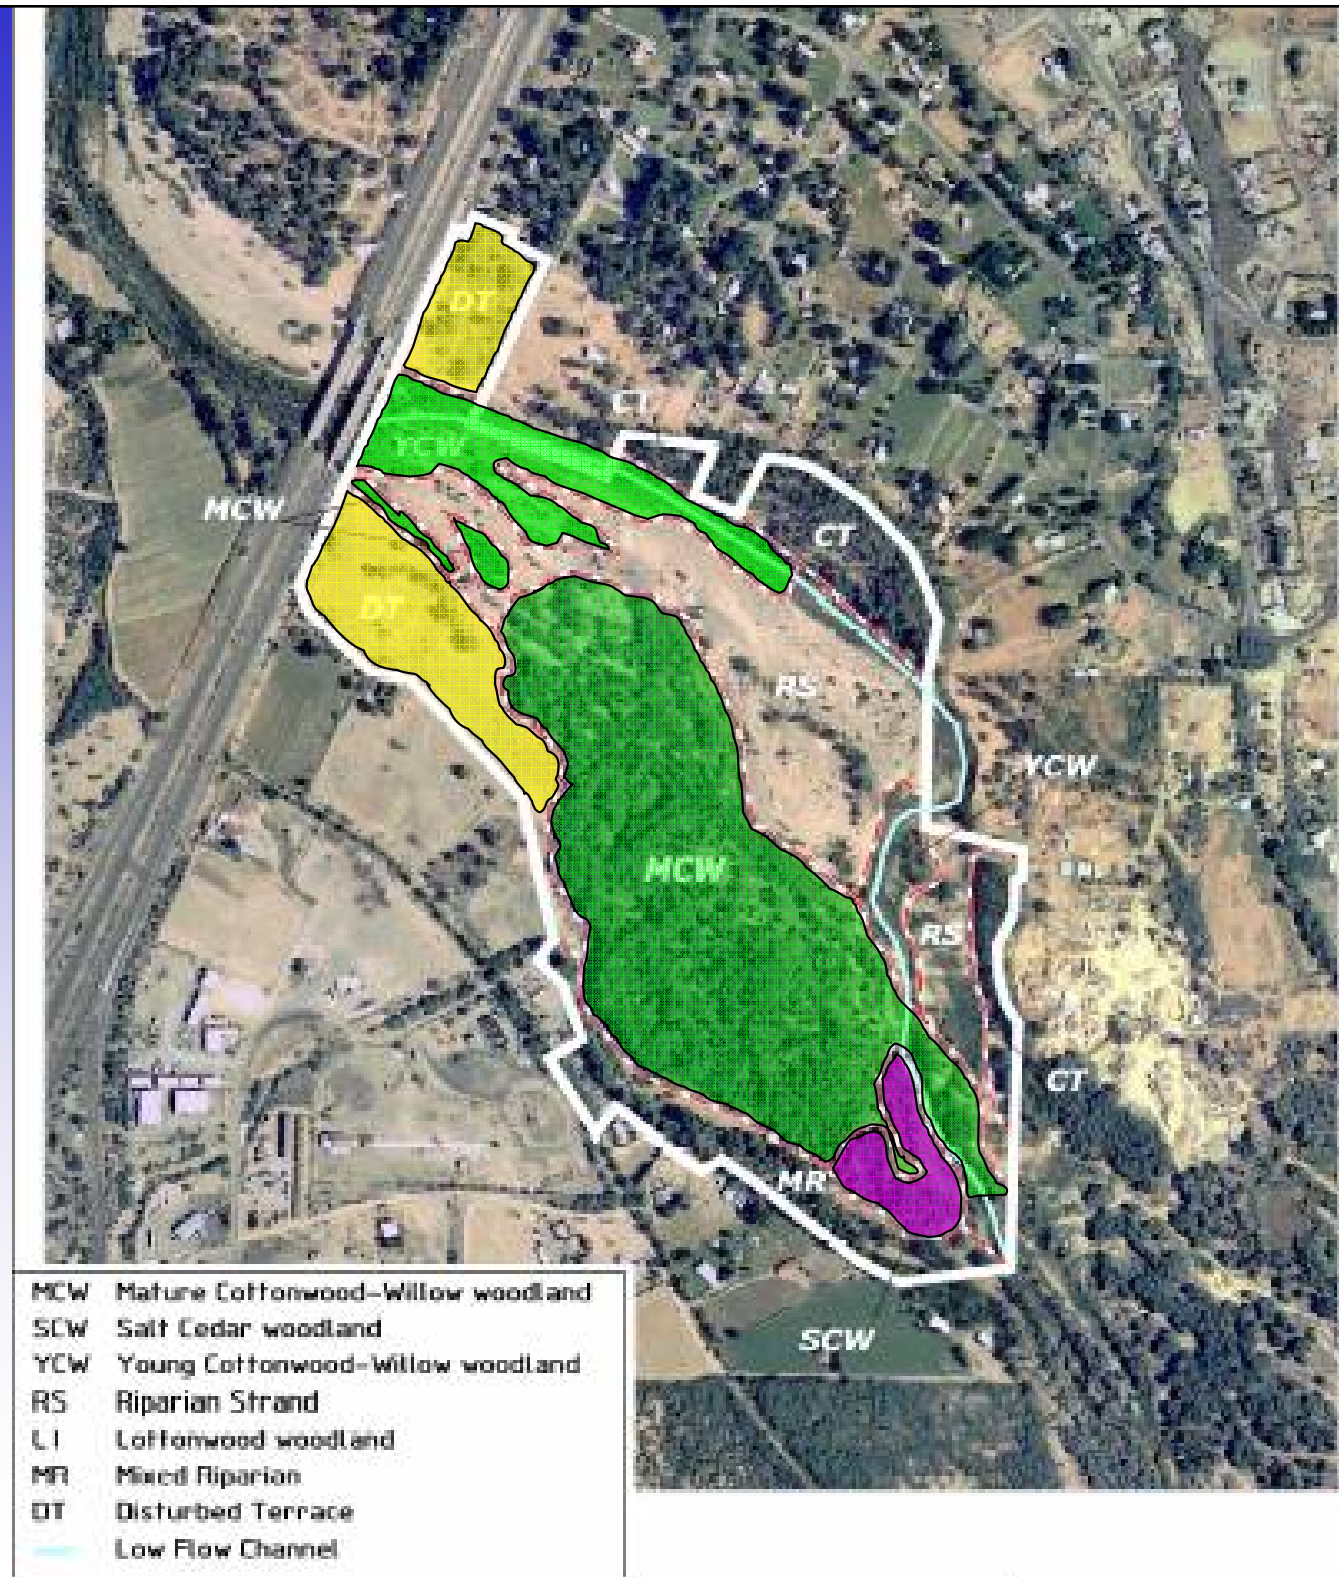 DT
CT
YCW
MCW
CT
DT
RS
YCW
MCW
RS
CT
MR
SCW
MCW Mature Cottonwood-Willow woodland
SCW Salt Cedar woodland
YCW Young Cottonwood-Willow woodland
RS Riparian Strand
CT Cottonwood woodland
MR Mixed Riparian
DT Disturbed Terrace
Low Flow Channel